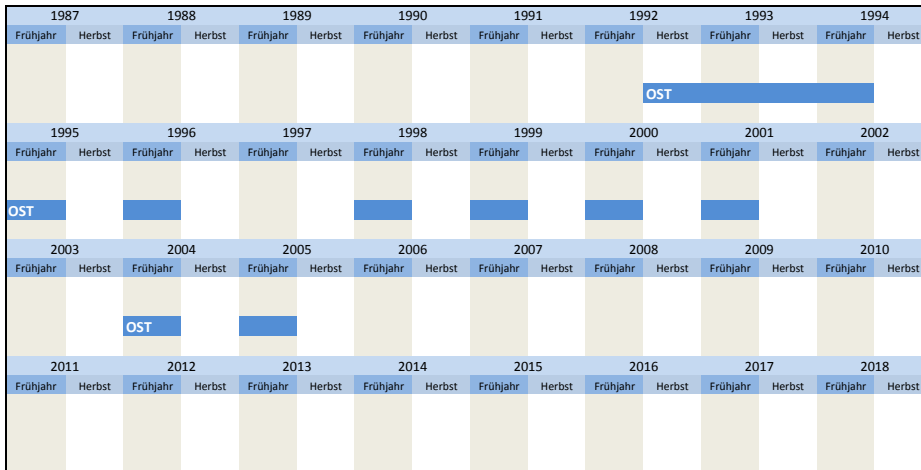 1987 1988 1989 1990 1991 1992 1993 1994
Frühjahr Herbst Frühjahr Herbst Frühjahr Herbst Frühjahr Herbst Frühjahr Herbst Frühjahr Herbst Frühjahr Herbst Frühjahr Herbst
OST
1995 1996 1997 1998 1999 2000 2001 2002
Frühjahr Herbst Frühjahr Herbst Frühjahr Herbst Frühjahr Herbst Frühjahr Herbst Frühjahr Herbst Frühjahr Herbst Frühjahr Herbst
OST
2003 2004 2005 2006 2007 2008 2009 2010
Frühjahr Herbst Frühjahr Herbst Frühjahr Herbst Frühjahr Herbst Frühjahr Herbst Frühjahr Herbst Frühjahr Herbst Frühjahr Herbst
OST
2011 2012 2013 2014 2015 2016 2017 2018
Frühjahr Herbst Frühjahr Herbst Frühjahr Herbst Frühjahr Herbst Frühjahr Herbst Frühjahr Herbst Frühjahr Herbst Frühjahr Herbst